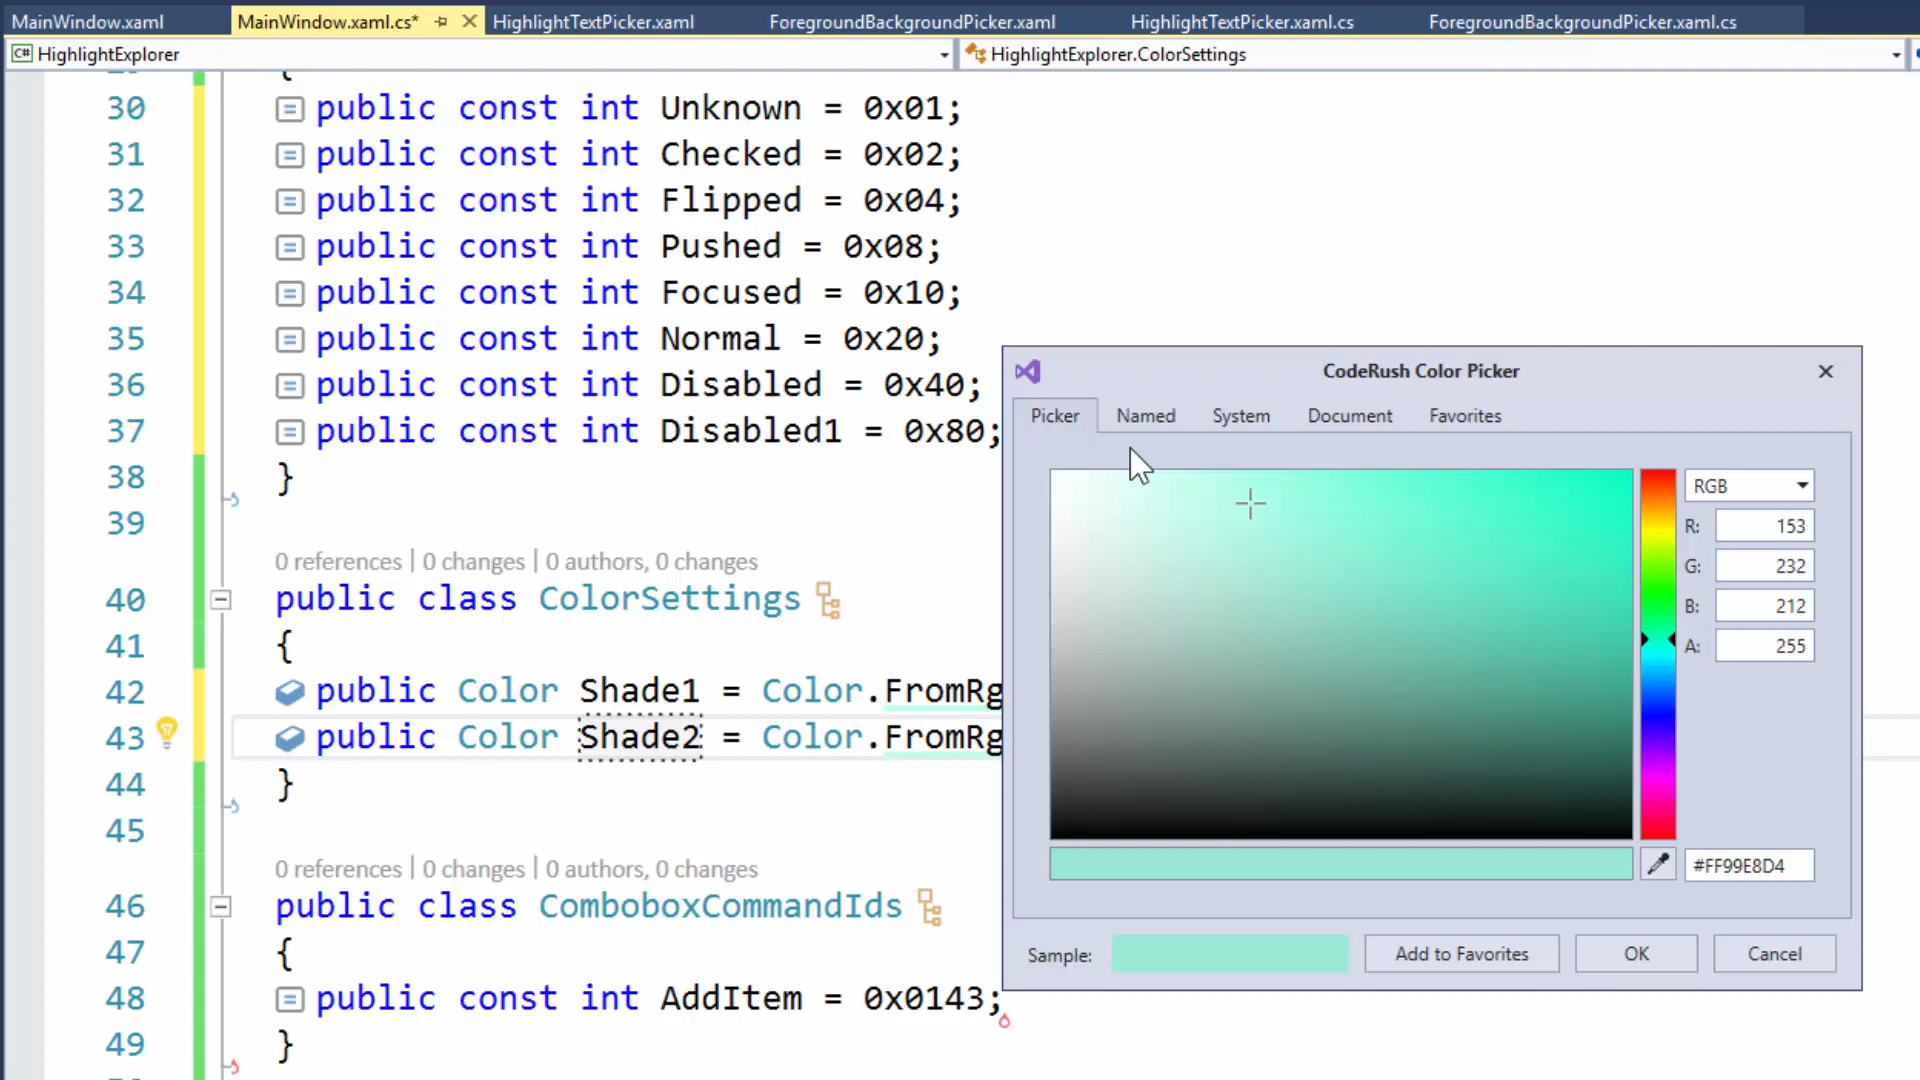 MainWindow.xaml
MainWindow.xaml.cs*
HighlightTextPicker.xaml
ForegroundBackgroundPicker.xaml
HighlightTextPicker.xaml.cs
ForegroundBackgroundPicker.xaml.cs
C# HighlightExplorer
HighlightExplorer.ColorSettings
30 public const int Unknown = 0x01;
31 public const int Checked = 0x02;
32 public const int Flipped = 0x04;
33 public const int Pushed = 0x08;
34 public const int Focused = 0x10;
35 public const int Normal = 0x20;
36 public const int Disabled = 0x40;
37 public const int Disabled1 = 0x80;
38 }
39
0 references | 0 changes | 0 authors, 0 changes
40 public class ColorSettings
41 {
42 public Color Shade1 = Color.FromRg
43 public Color Shade2 = Color.FromRg
44 }
45
0 references | 0 changes | 0 authors, 0 changes
46 public class ComboboxCommandIds
47 {
48 public const int AddItem = 0x0143;
49 }
CodeRush Color Picker
Picker
Named
System
Document
Favorites
RGB
R: 153
G: 232
B: 212
A: 255
#FF99E8D4
Sample:
Add to Favorites
OK
Cancel